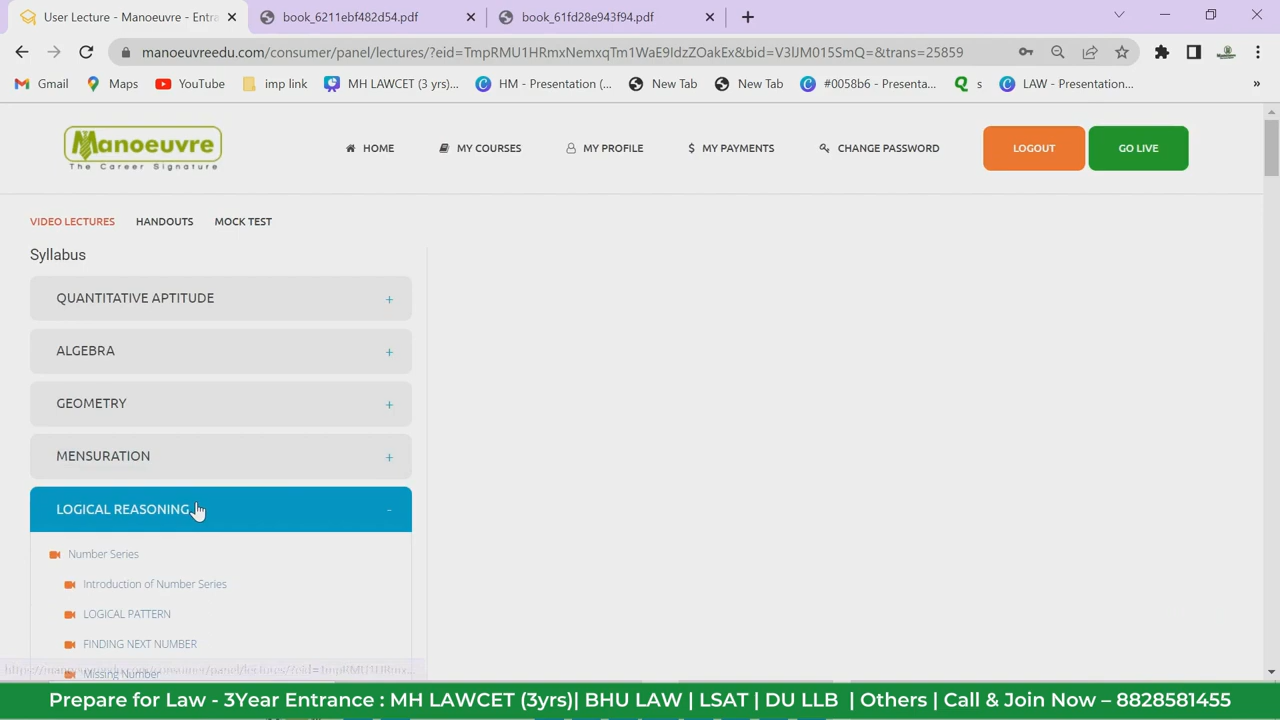 User Lecture - Manoeuvre - Entra
book_6211ebf482d54.pdf
book_61fd28e943f94.pdf
manoeuvreedu.com/consumer/panel/lectures/?eid=TmpRMU1HRmxNemxqTm1WaE9IdzZOakEx&bid=V3lJM015SmQ=&trans=25859
Gmail
Maps
YouTube
imp link
MH LAWCET (3 yrs)...
HM - Presentation (...
New Tab
New Tab
#0058b6 - Presenta...
s
LAW - Presentation...
»
Manoeuvre
The Career Signature
HOME
MY COURSES
MY PROFILE
$ MY PAYMENTS
CHANGE PASSWORD
LOGOUT
GO LIVE
VIDEO LECTURES
HANDOUTS
MOCK TEST
Syllabus
QUANTITATIVE APTITUDE +
ALGEBRA +
GEOMETRY +
MENSURATION +
LOGICAL REASONING -
Number Series
Introduction of Number Series
LOGICAL PATTERN
FINDING NEXT NUMBER
Missing Number
Prepare for Law - 3Year Entrance : MH LAWCET (3yrs)| BHU LAW | LSAT | DU LLB | Others | Call & Join Now – 8828581455